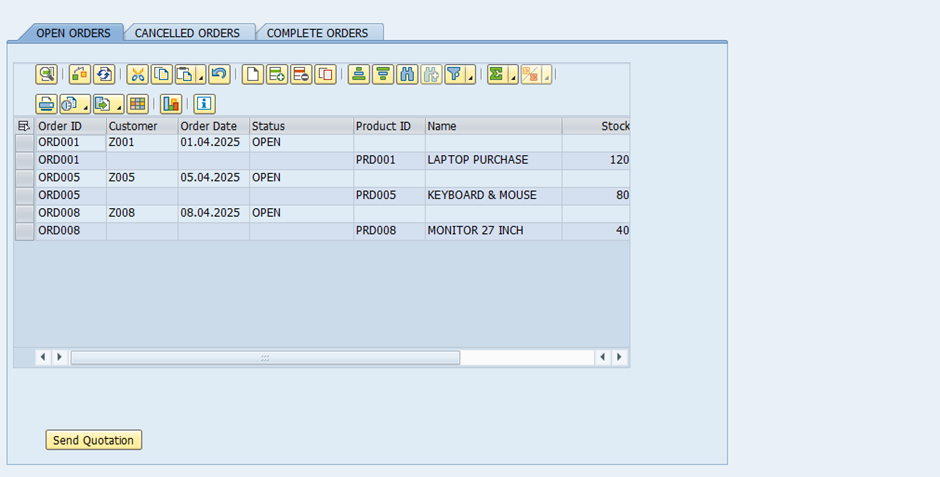 OPEN ORDERS CANCELLED ORDERS COMPLETE ORDERS
Order ID Customer Order Date Status Product ID Name Stock
ORD001 Z001 01.04.2025 OPEN
ORD001 PRD001 LAPTOP PURCHASE 120
ORD005 Z005 05.04.2025 OPEN
ORD005 PRD005 KEYBOARD & MOUSE 80
ORD008 Z008 08.04.2025 OPEN
ORD008 PRD008 MONITOR 27 INCH 40
Send Quotation